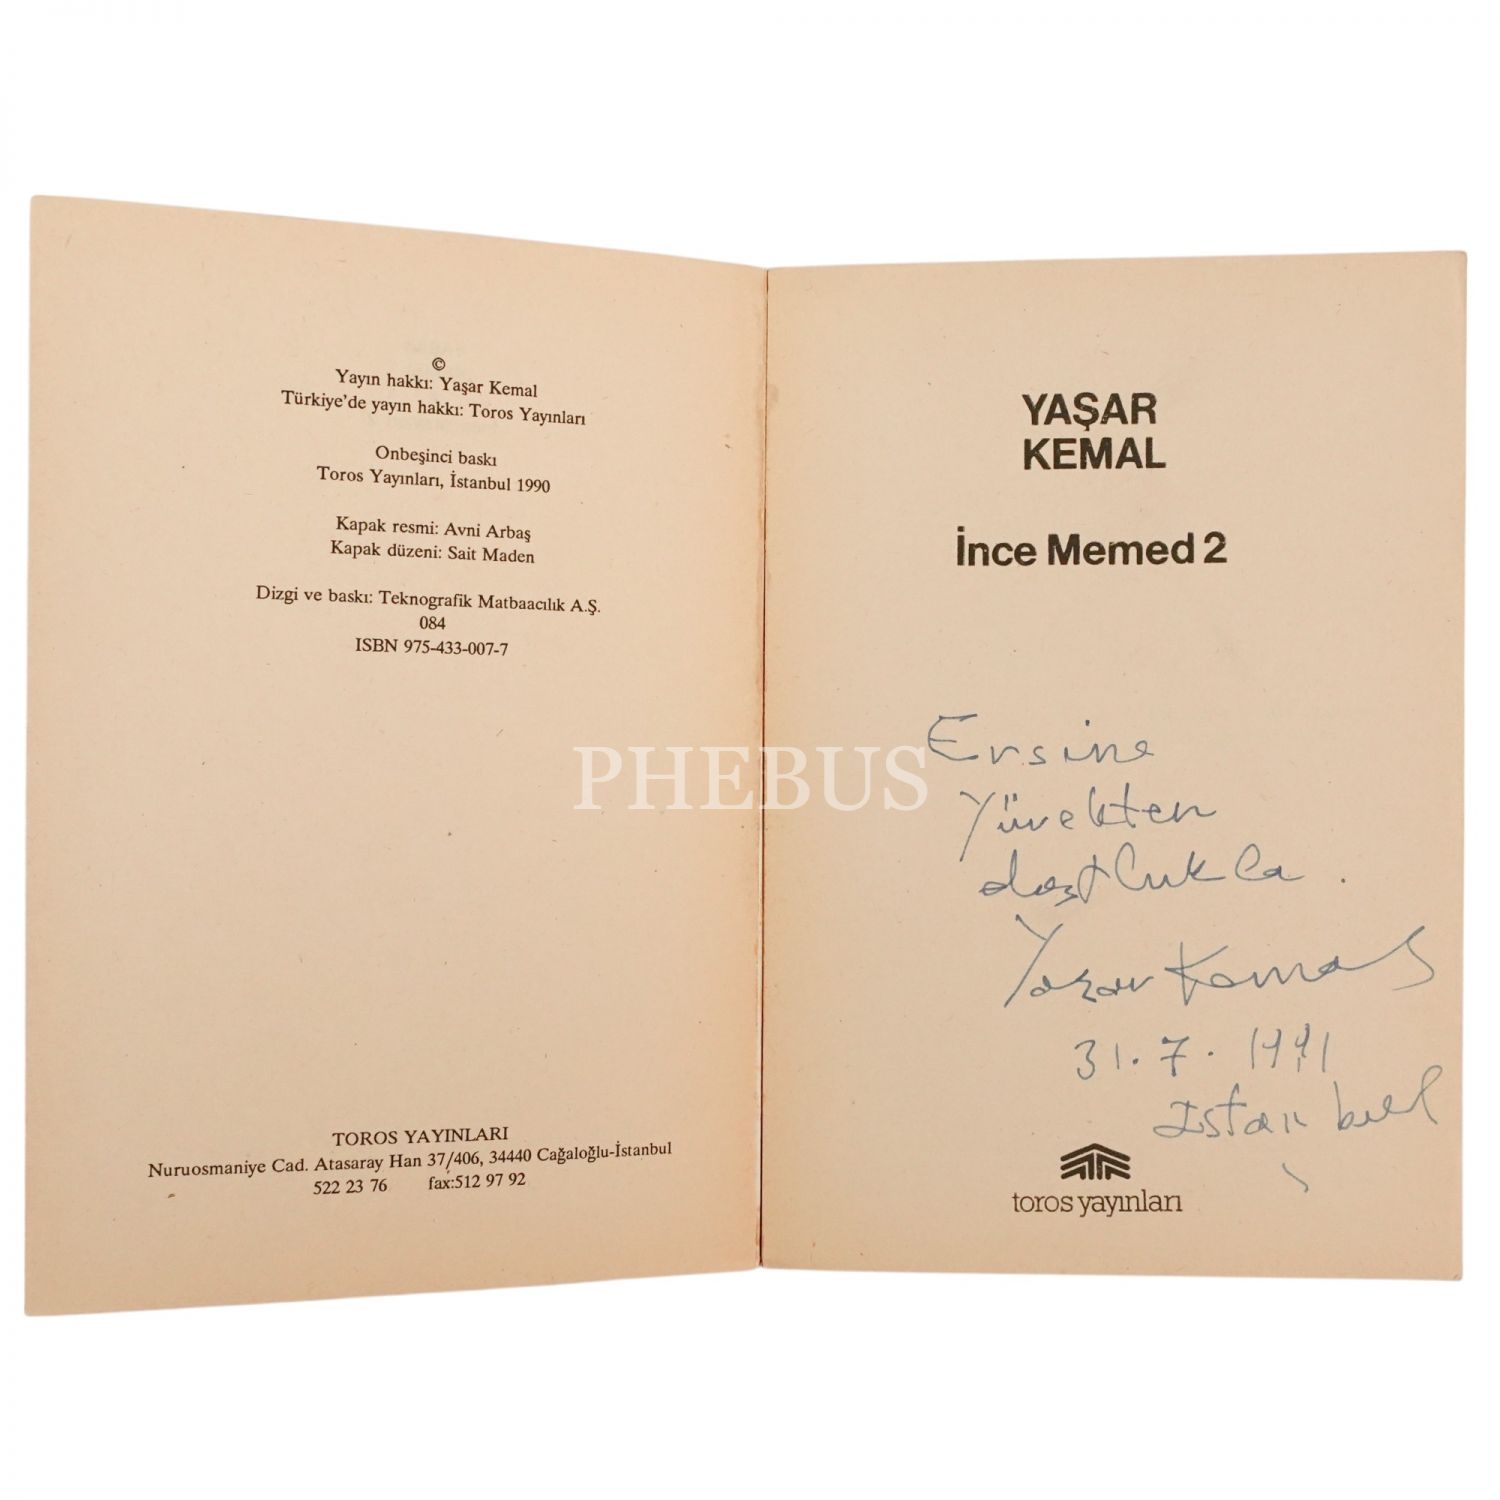 ©
Yayın hakkı: Yaşar Kemal
Türkiye'de yayın hakkı: Toros Yayınları
Onbeşinci baskı
Toros Yayınları, İstanbul 1990
Kapak resmi: Avni Arbaş
Kapak düzeni: Sait Maden
Dizgi ve baskı: Teknografik Matbaacılık A.Ş.
084
ISBN 975-433-007-7
TOROS YAYINLARI
Nuruosmaniye Cad. Atasaray Han 37/406, 34440 Cağaloğlu-İstanbul
522 23 76 fax:512 97 92
YAŞAR
KEMAL
İnce Memed 2
Ersine
Yürekten
dostlukla.
Yaşar Kemal
31.7.1991
Istanbul
toros yayınları
PHEBUS